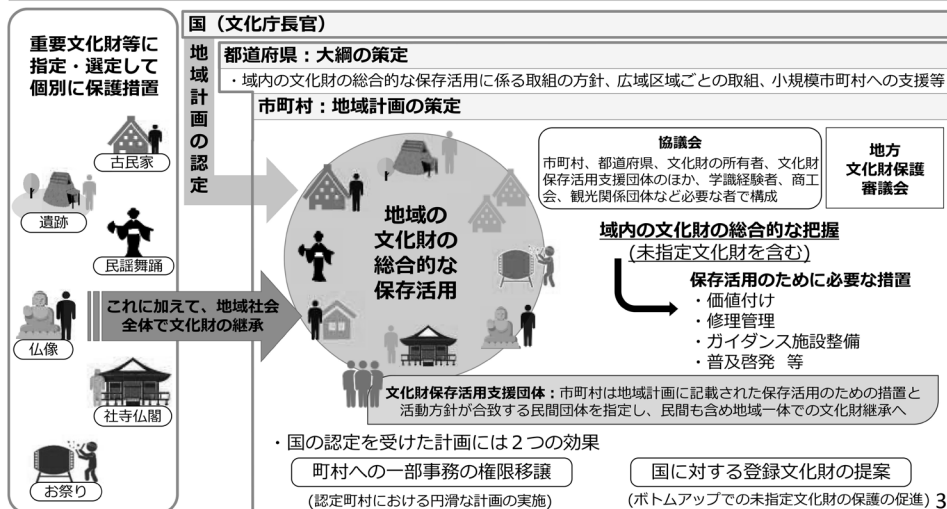 重要文化財等に
指定・選定して
個別に保護措置
古民家
遺跡
民謡舞踊
仏像
社寺仏閣
お祭り
国（文化庁長官）
地域計画の認定
都道府県：大綱の策定
・域内の文化財の総合的な保存活用に係る取組の方針、広域区域ごとの取組、小規模市町村への支援等
市町村：地域計画の策定
これに加えて、地域社会
全体で文化財の継承
地域の
文化財の
総合的な
保存活用
協議会
市町村、都道府県、文化財の所有者、文化財
保存活用支援団体のほか、学識経験者、商工
会、観光関係団体など必要な者で構成
地方
文化財保護
審議会
域内の文化財の総合的な把握
(未指定文化財を含む)
保存活用のために必要な措置
・価値付け
・修理管理
・ガイダンス施設整備
・普及啓発 等
文化財保存活用支援団体：市町村は地域計画に記載された保存活用のための措置と
活動方針が合致する民間団体を指定し、民間も含め地域一体での文化財継承へ
・国の認定を受けた計画には２つの効果
町村への一部事務の権限移譲
(認定町村における円滑な計画の実施)
国に対する登録文化財の提案
(ボトムアップでの未指定文化財の保護の促進)
3